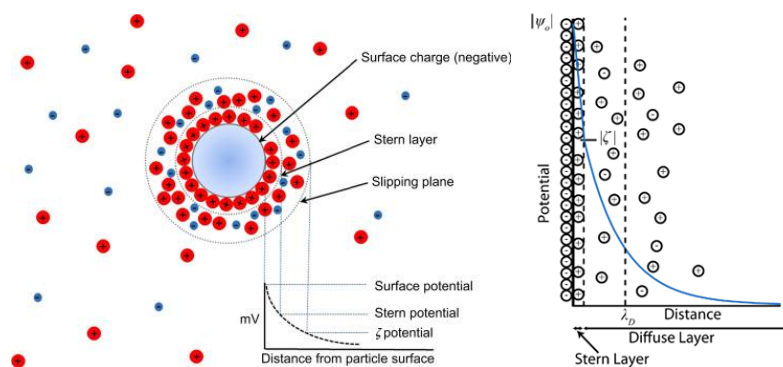 Surface charge (negative)
Stern layer
Slipping plane
Surface potential
Stern potential
ζ potential
mV
Distance from particle surface
|ψₒ|
|ζ|
Potential
λ_D
Distance
Diffuse Layer
Stern Layer